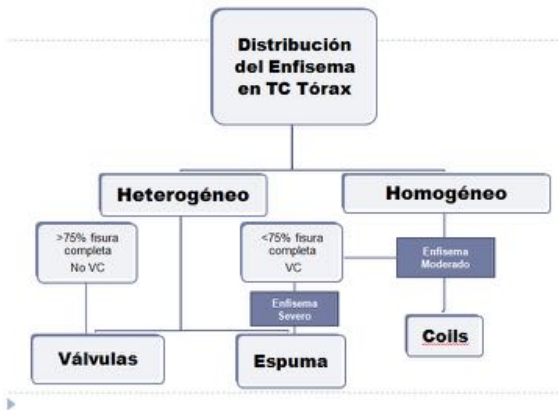 Distribución
del Enfisema
en TC Tórax
Heterogéneo
Homogéneo
>75% fisura
completa
No VC
<75% fisura
completa
VC
Enfisema
Moderado
Enfisema
Severo
Válvulas
Espuma
Coils